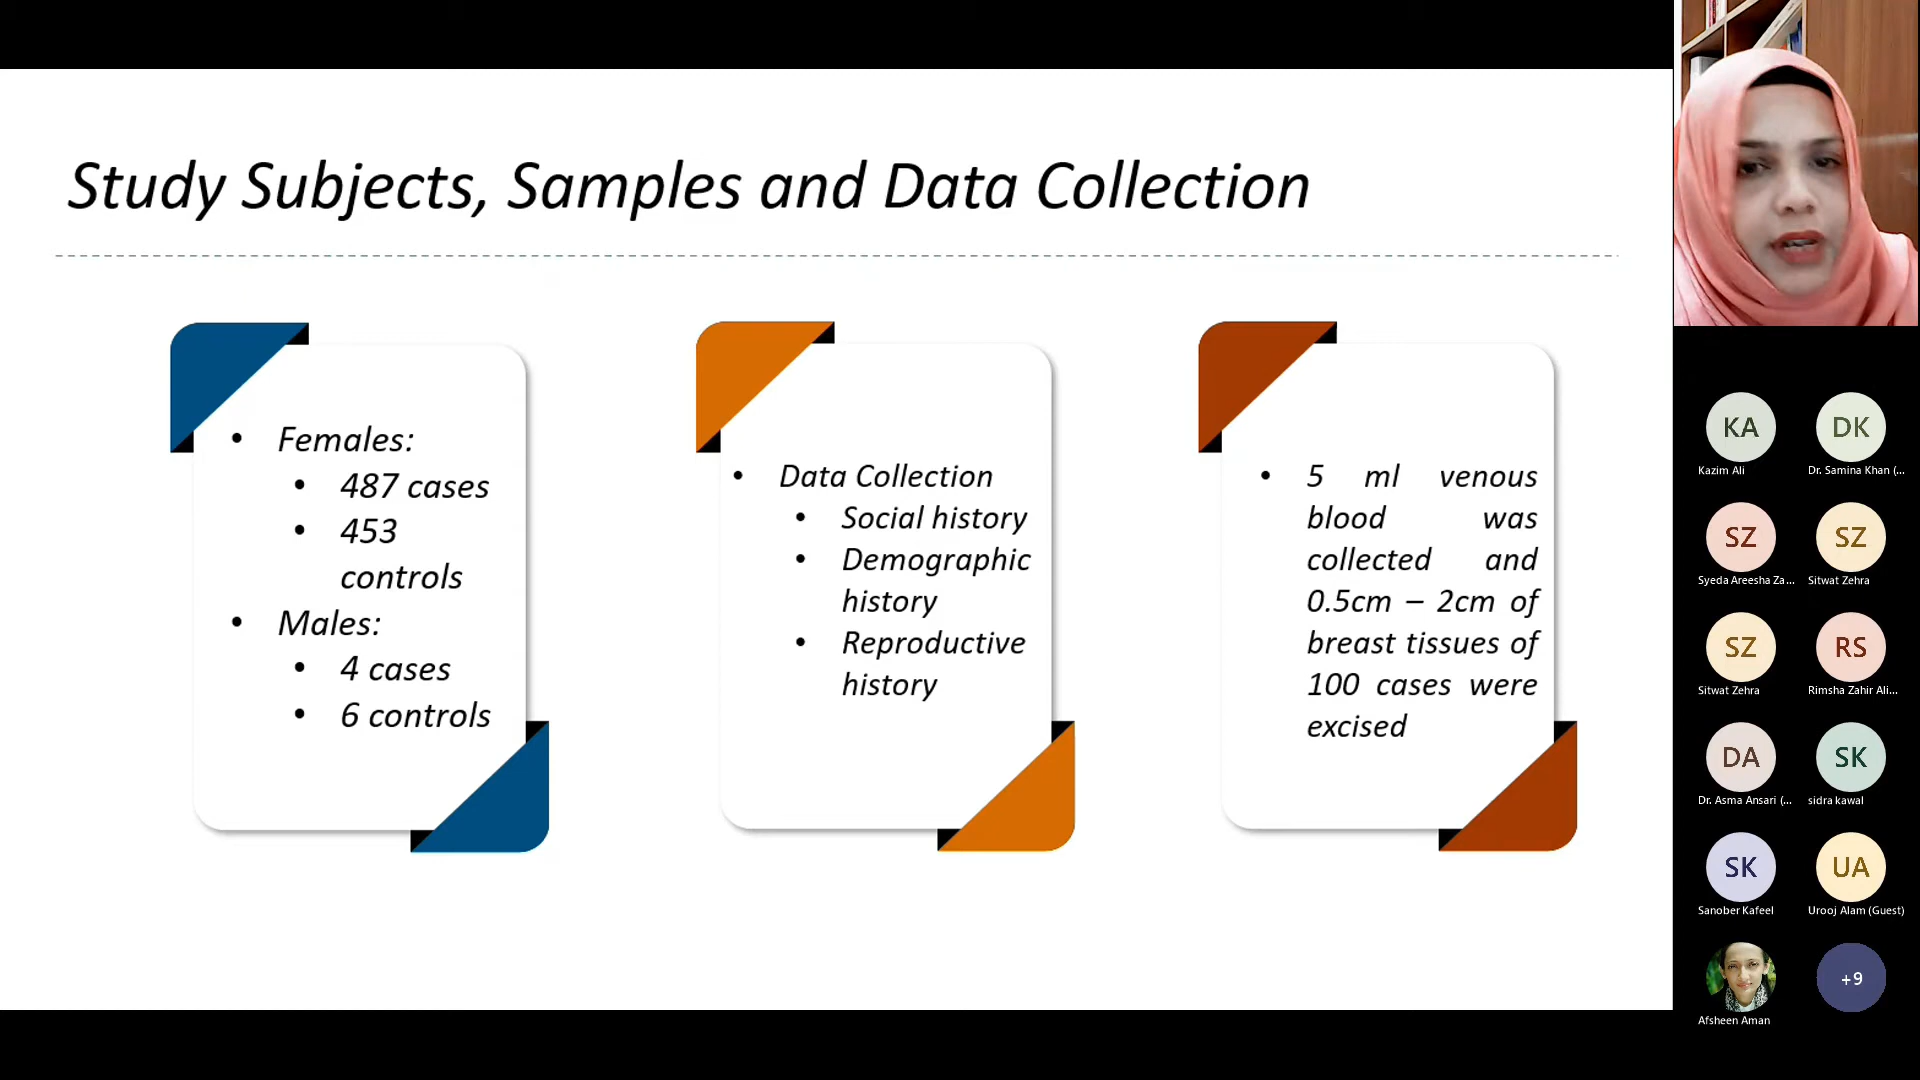 Study Subjects, Samples and Data Collection
• Females:
• 487 cases
• 453
controls
• Males:
• 4 cases
• 6 controls
• Data Collection
• Social history
• Demographic
history
• Reproductive
history
• 5 ml venous
blood was
collected and
0.5cm – 2cm of
breast tissues of
100 cases were
excised
KA DK
Kazim Ali Dr. Samina Khan (...
SZ SZ
Syeda Areesha Za... Sitwat Zehra
SZ RS
Sitwat Zehra Rimsha Zahir Ali...
DA SK
Dr. Asma Ansari (... sidra kawal
SK UA
Sanober Kafeel Urooj Alam (Guest)
+9
Afsheen Aman